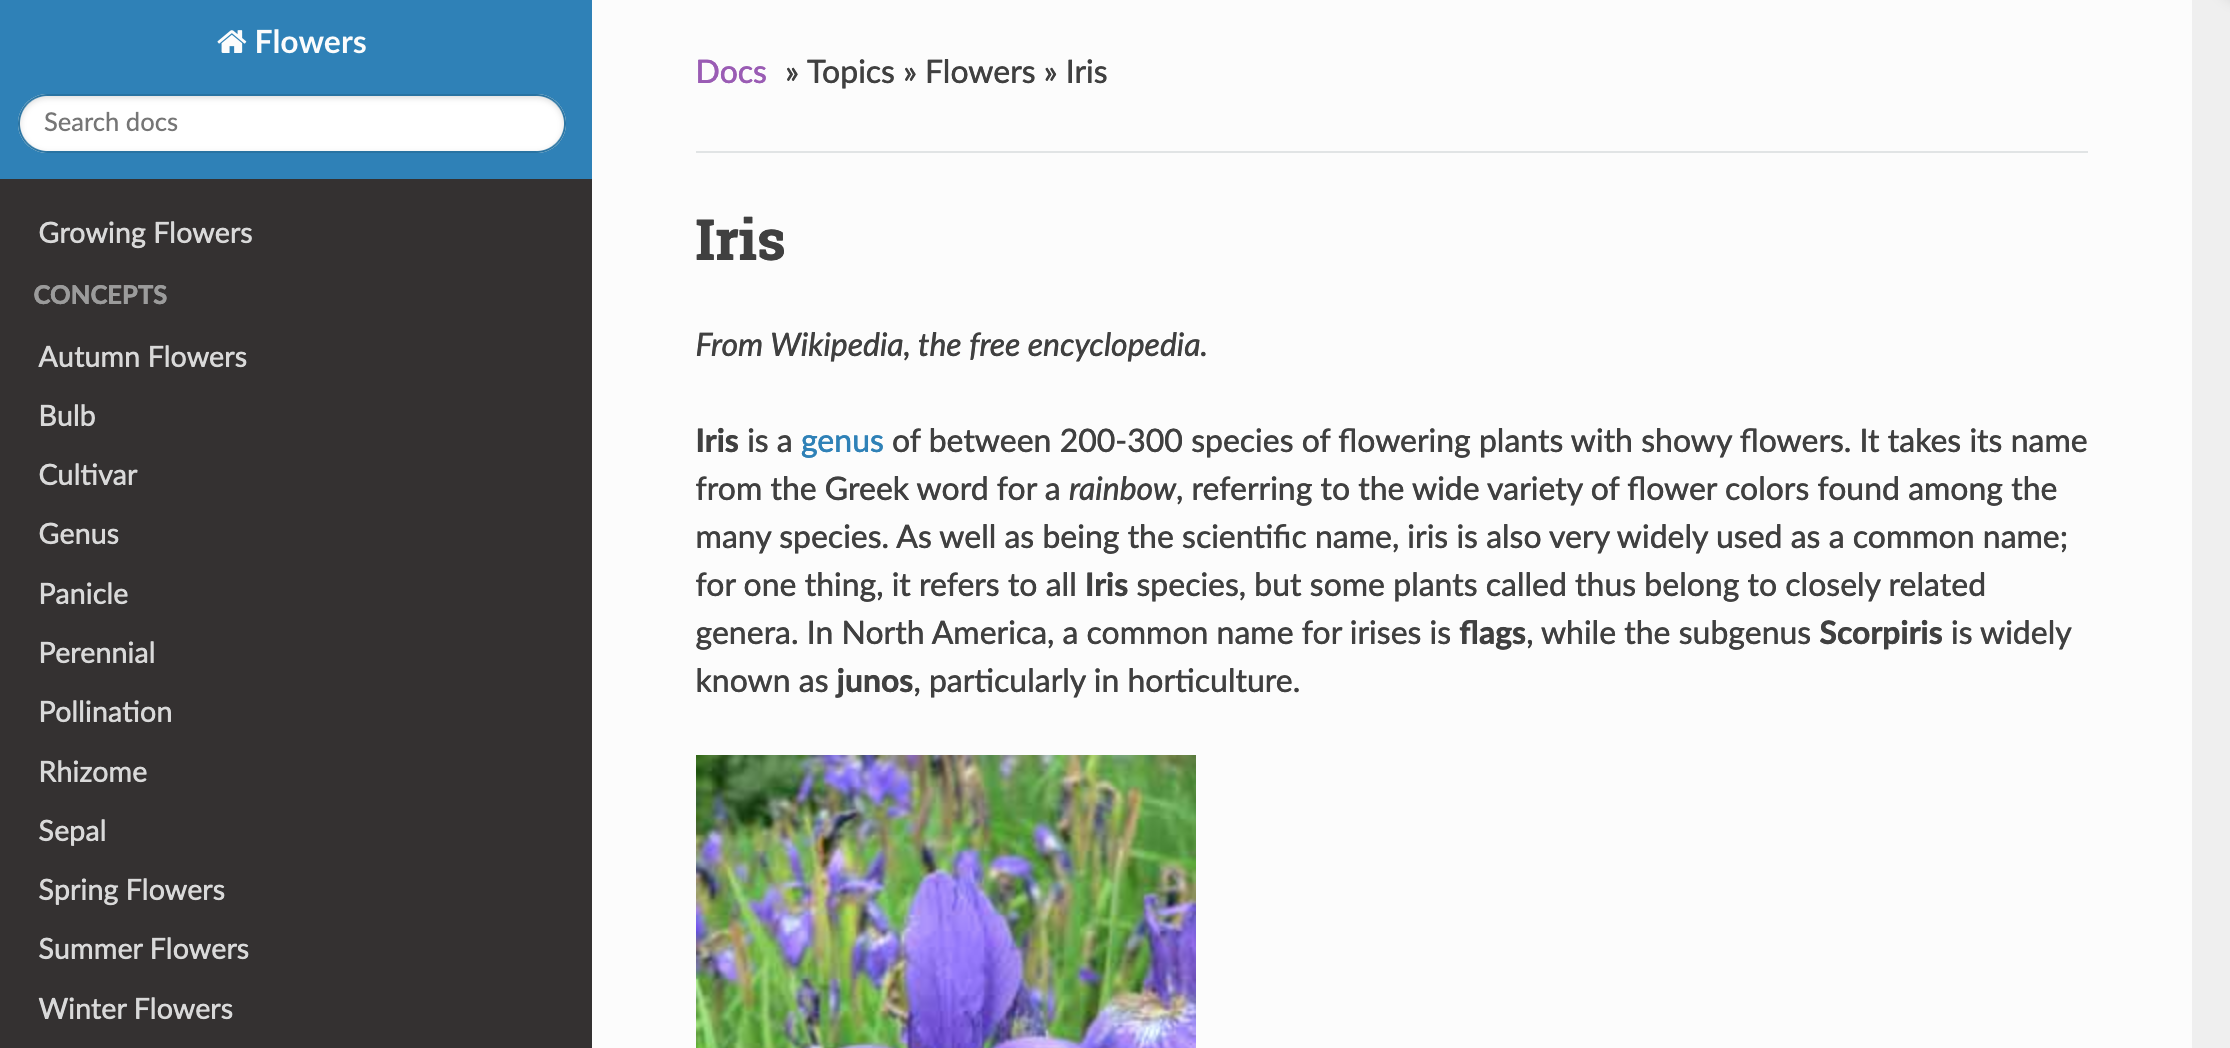 Flowers
Search docs
Growing Flowers
CONCEPTS
Autumn Flowers
Bulb
Cultivar
Genus
Panicle
Perennial
Pollination
Rhizome
Sepal
Spring Flowers
Summer Flowers
Winter Flowers
Docs » Topics » Flowers » Iris
Iris
From Wikipedia, the free encyclopedia.
Iris is a genus of between 200-300 species of flowering plants with showy flowers. It takes its name
from the Greek word for a rainbow, referring to the wide variety of flower colors found among the
many species. As well as being the scientific name, iris is also very widely used as a common name;
for one thing, it refers to all Iris species, but some plants called thus belong to closely related
genera. In North America, a common name for irises is flags, while the subgenus Scorpiris is widely
known as junos, particularly in horticulture.